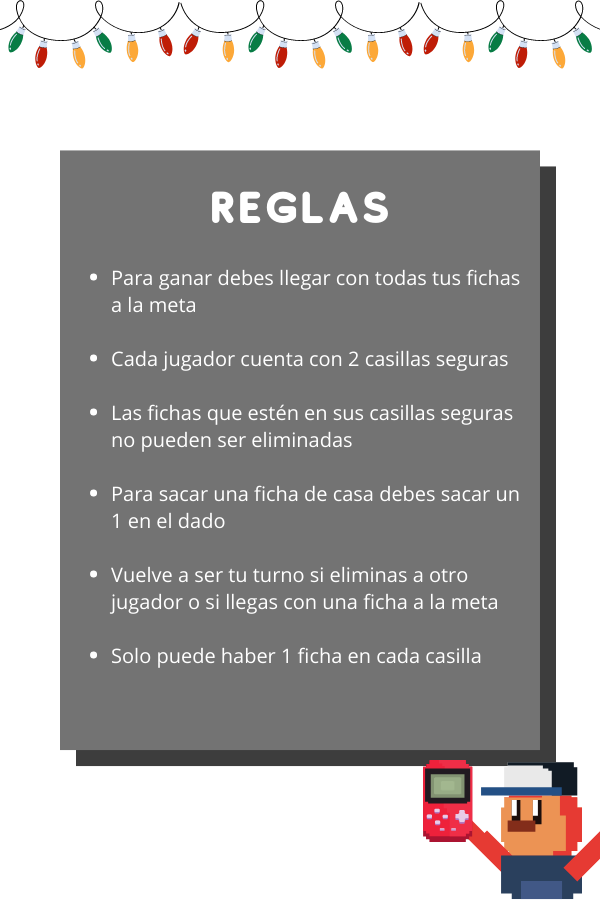 REGLAS
• Para ganar debes llegar con todas tus fichas
a la meta
• Cada jugador cuenta con 2 casillas seguras
• Las fichas que estén en sus casillas seguras
no pueden ser eliminadas
• Para sacar una ficha de casa debes sacar un
1 en el dado
• Vuelve a ser tu turno si eliminas a otro
jugador o si llegas con una ficha a la meta
• Solo puede haber 1 ficha en cada casilla